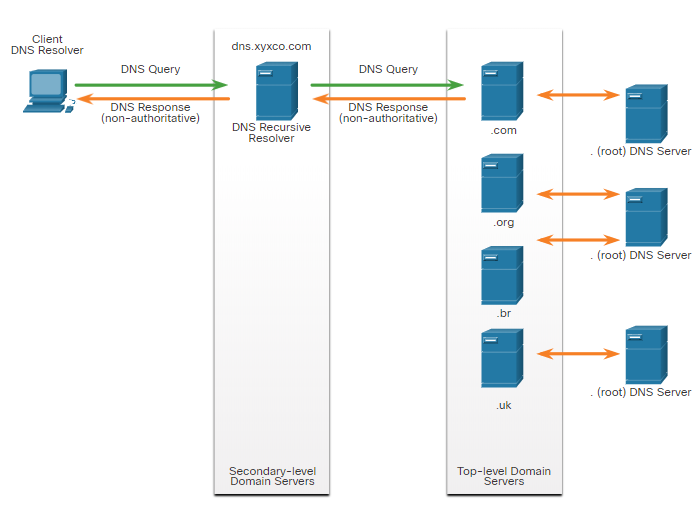 Client
DNS Resolver
DNS Query
DNS Response
(non-authoritative)
dns.xyxco.com
DNS Recursive
Resolver
Secondary-level
Domain Servers
DNS Query
DNS Response
(non-authoritative)
.com
.org
.br
.uk
Top-level Domain
Servers
. (root) DNS Server
. (root) DNS Server
. (root) DNS Server